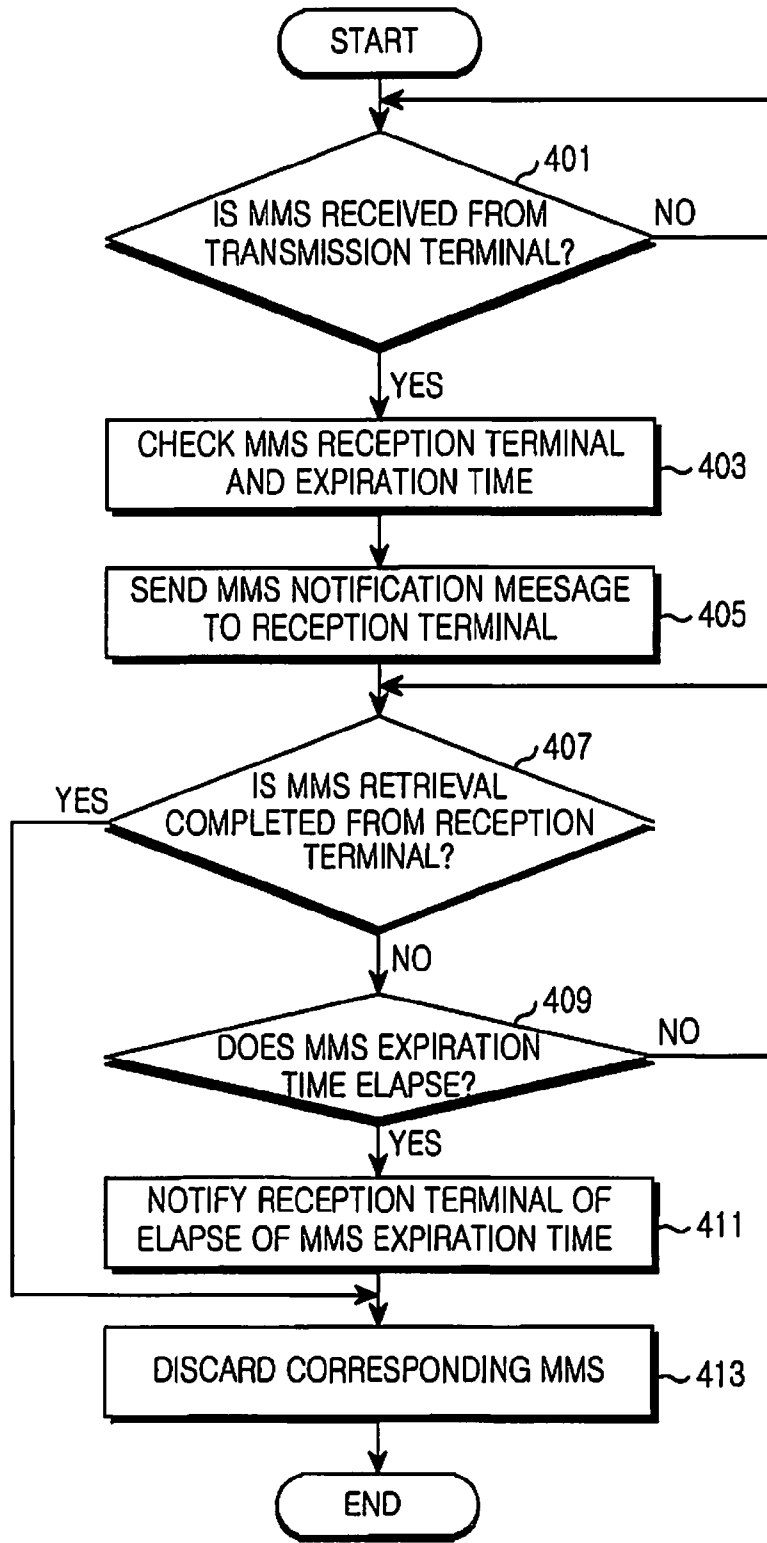 START
401
IS MMS RECEIVED FROM
TRANSMISSION TERMINAL?
NO
YES
CHECK MMS RECEPTION TERMINAL
AND EXPIRATION TIME
403
SEND MMS NOTIFICATION MEESAGE
TO RECEPTION TERMINAL
405
407
YES
IS MMS RETRIEVAL
COMPLETED FROM RECEPTION
TERMINAL?
NO
409
NO
DOES MMS EXPIRATION
TIME ELAPSE?
YES
NOTIFY RECEPTION TERMINAL OF
ELAPSE OF MMS EXPIRATION TIME
411
DISCARD CORRESPONDING MMS
413
END